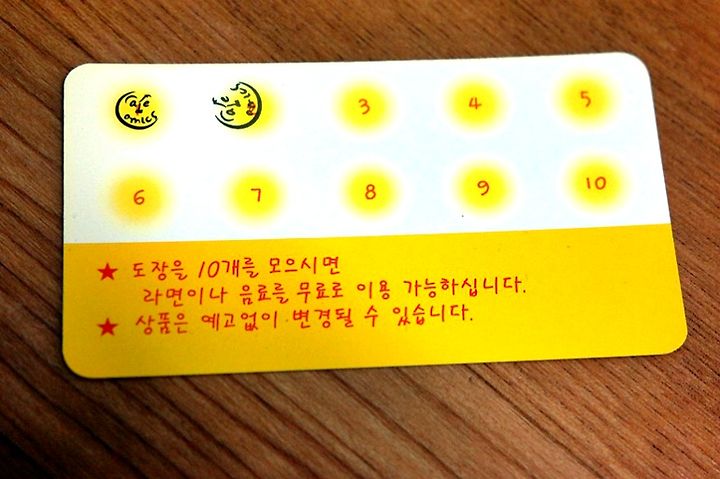 Cafe Comics Cafe Comics 3 4 5
6 7 8 9 10
★ 도장을 10개를 모으시면
라면이나 음료를 무료로 이용 가능하십니다.
★ 상품은 예고없이 변경될 수 있습니다.